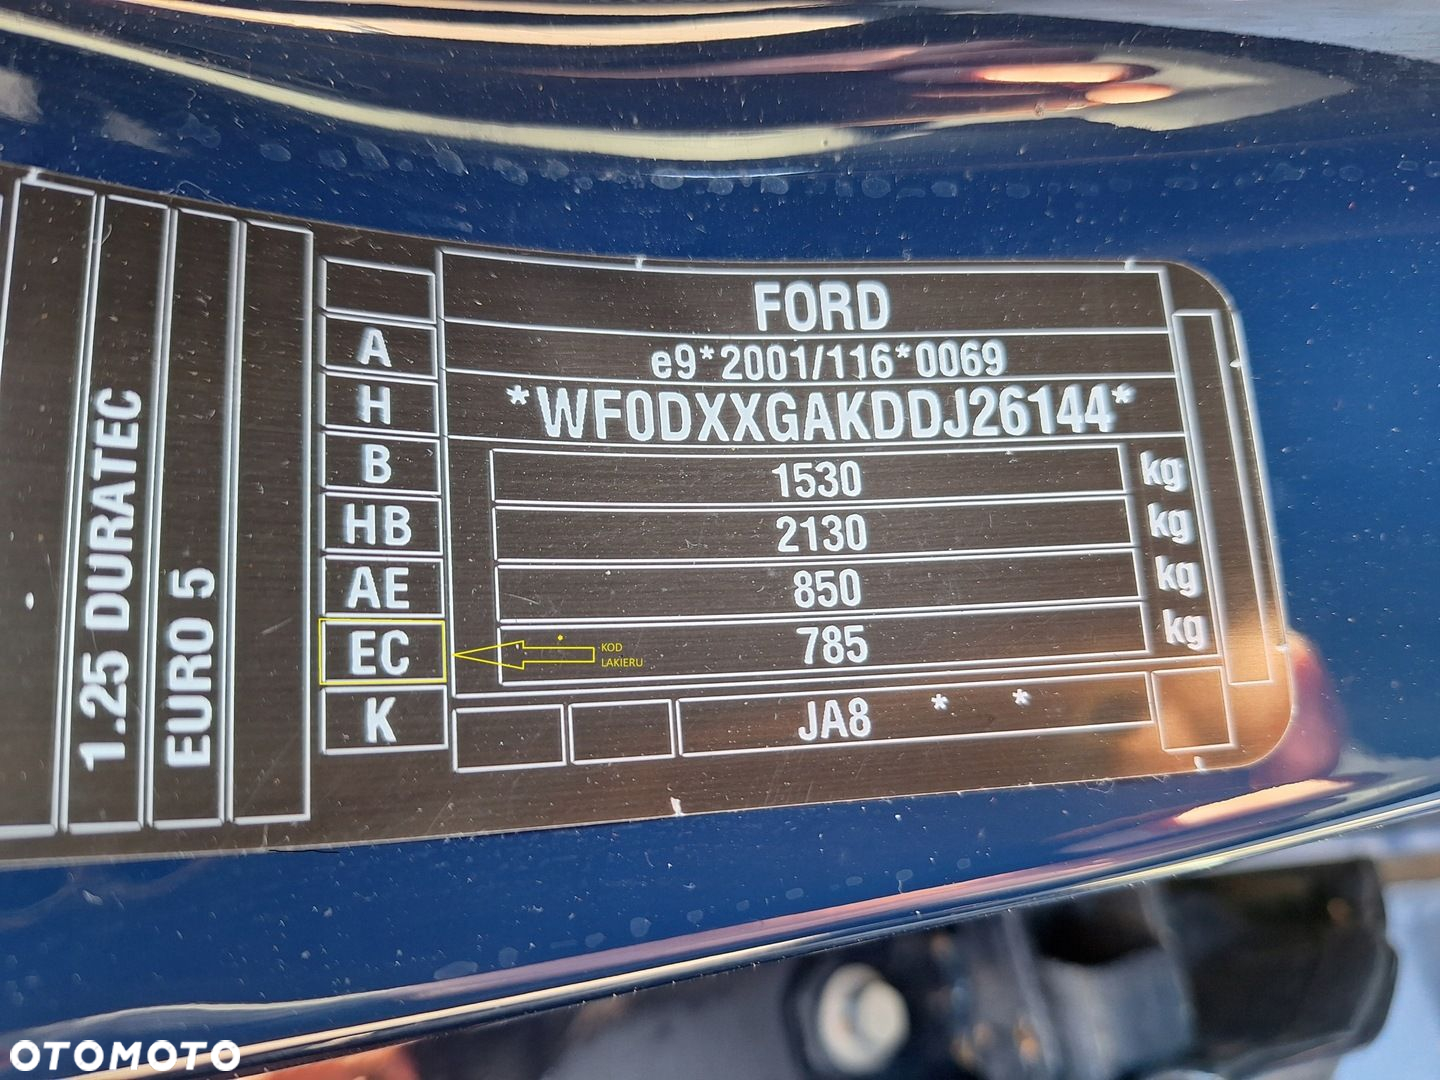 1.25 DURATEC
EURO 5
FORD
A
e9*2001/116*0069
H
*WF0DXXGAKDDJ26144*
B
1530 kg
HB
2130 kg
AE
850 kg
EC
785 kg
KOD
LAKIERU
K
JA8 * *
OTOMOTO